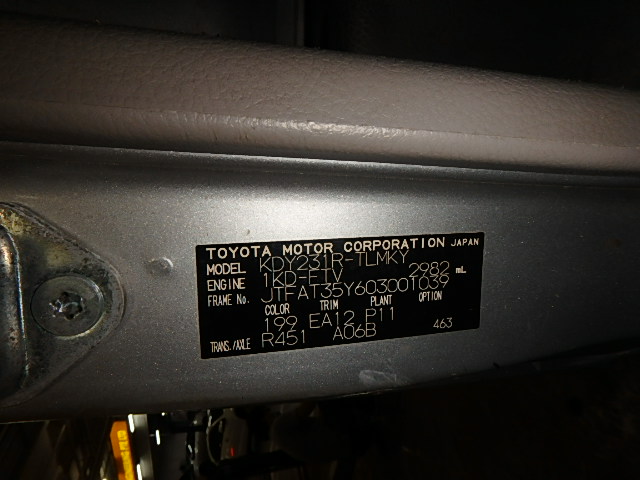 TOYOTA MOTOR CORPORATION JAPAN
MODEL KDY231R-TLMKY
ENGINE 1KD-FTV 2982 mL
FRAME No. JTFAT35Y603001039
COLOR TRIM PLANT OPTION
199 EA12 P11
TRANS./AXLE R451 A06B 463